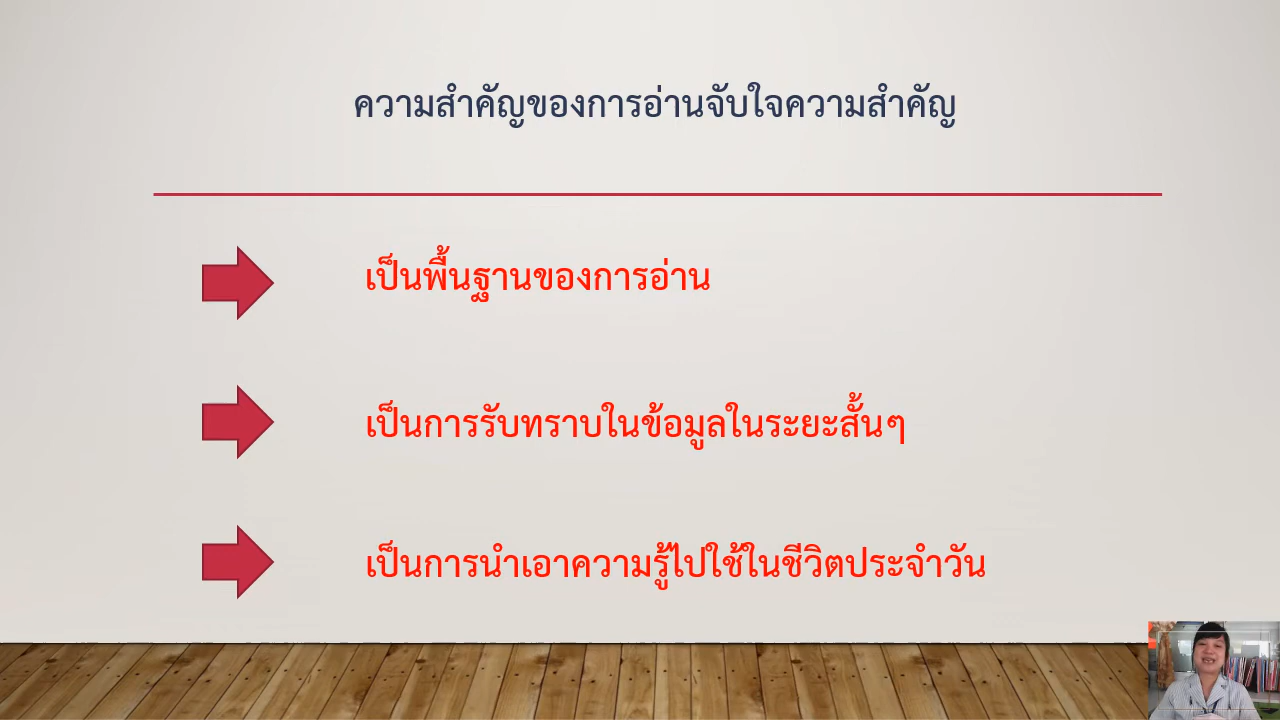 ความสำคัญของการอ่านจับใจความสำคัญ
เป็นพื้นฐานของการอ่าน
เป็นการรับทราบในข้อมูลในระยะสั้นๆ
เป็นการนำเอาความรู้ไปใช้ในชีวิตประจำวัน